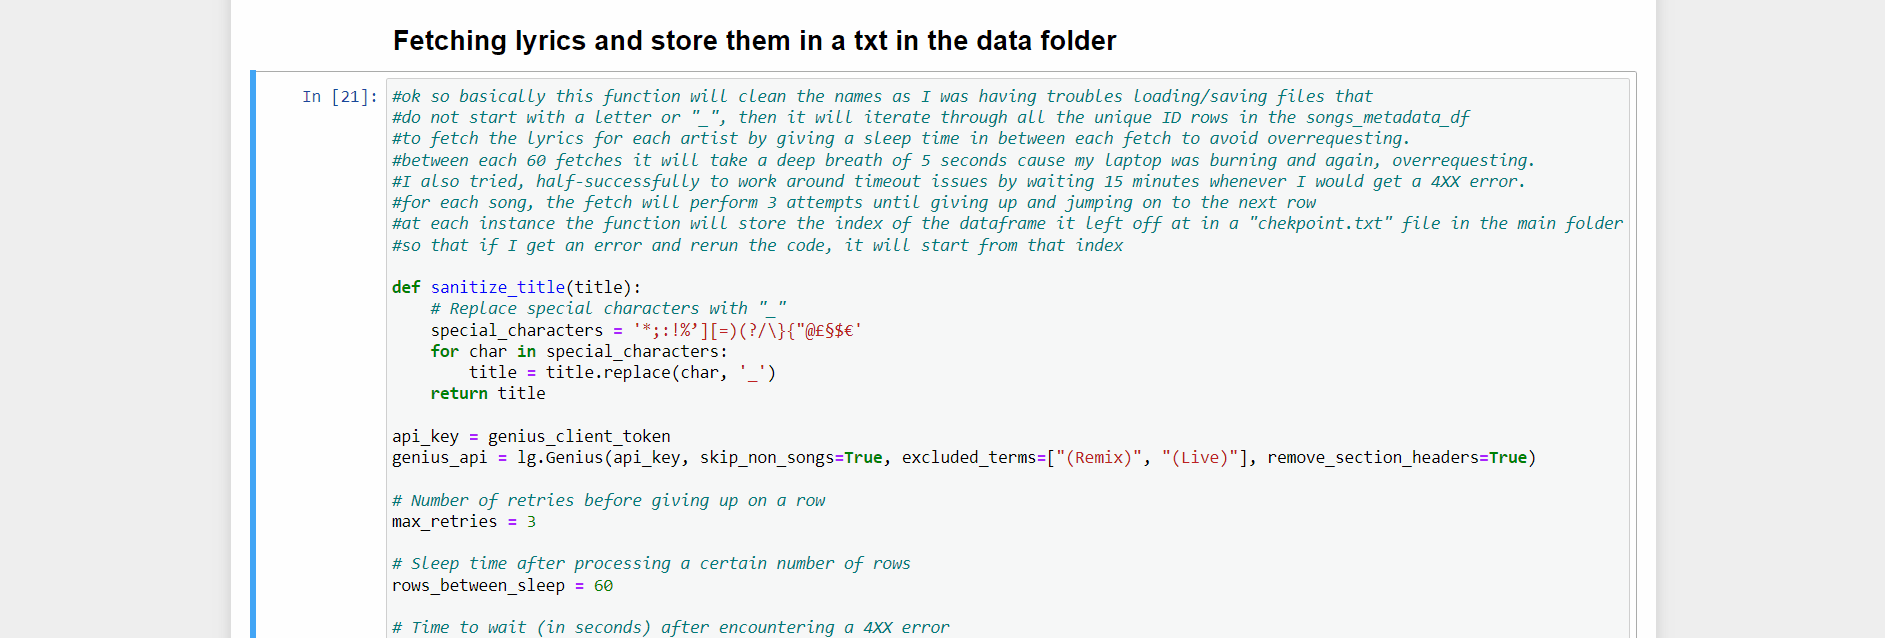 Fetching lyrics and store them in a txt in the data folder
In [21]: #ok so basically this function will clean the names as I was having troubles loading/saving files that
#do not start with a letter or "_", then it will iterate through all the unique ID rows in the songs_metadata_df
#to fetch the lyrics for each artist by giving a sleep time in between each fetch to avoid overrequesting.
#between each 60 fetches it will take a deep breath of 5 seconds cause my laptop was burning and again, overrequesting.
#I also tried, half-successfully to work around timeout issues by waiting 15 minutes whenever I would get a 4XX error.
#for each song, the fetch will perform 3 attempts until giving up and jumping on to the next row
#at each instance the function will store the index of the dataframe it left off at in a "chekpoint.txt" file in the main folder
#so that if I get an error and rerun the code, it will start from that index
def sanitize_title(title):
    # Replace special characters with "_"
    special_characters = '*;:!%’][=)(?/\}{"@£§$€'
    for char in special_characters:
        title = title.replace(char, '_')
    return title
api_key = genius_client_token
genius_api = lg.Genius(api_key, skip_non_songs=True, excluded_terms=["(Remix)", "(Live)"], remove_section_headers=True)
# Number of retries before giving up on a row
max_retries = 3
# Sleep time after processing a certain number of rows
rows_between_sleep = 60
# Time to wait (in seconds) after encountering a 4XX error